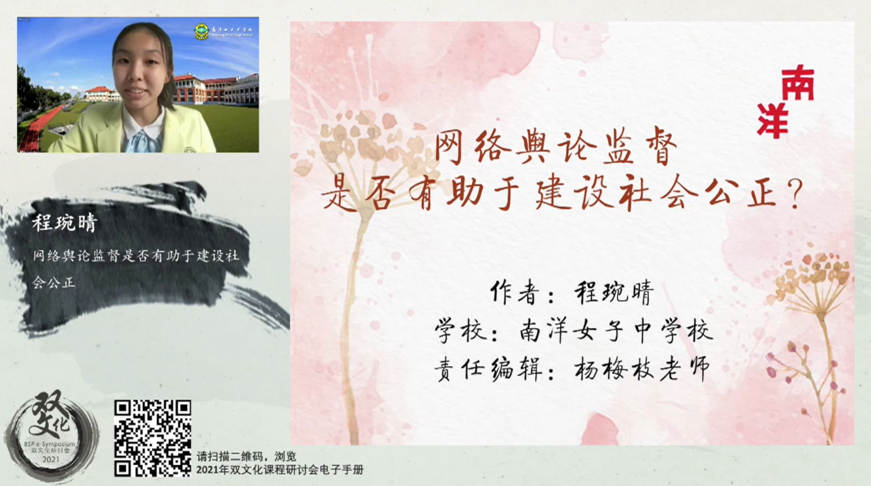 程琬晴
网络舆论监督是否有助于建设社
会公正
双
文化
BSP e-Symposium
双文化研讨会
2021
请扫描二维码，浏览
2021年双文化课程研讨会电子手册
南
洋
网络舆论监督
是否有助于建设社会公正？
作者：程琬晴
学校：南洋女子中学校
责任编辑：杨梅枝老师